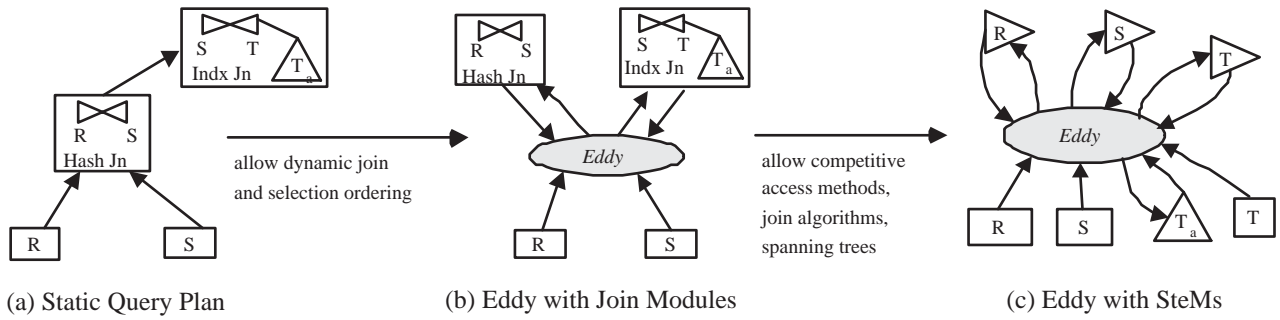 S T
T a
Indx Jn
R S
Hash Jn
R
S
(a) Static Query Plan
allow dynamic join
and selection ordering
R S
Hash Jn
S T
T a
Indx Jn
Eddy
R
S
(b) Eddy with Join Modules
allow competitive
access methods,
join algorithms,
spanning trees
R
S
T
Eddy
R
S
T a
T
(c) Eddy with SteMs